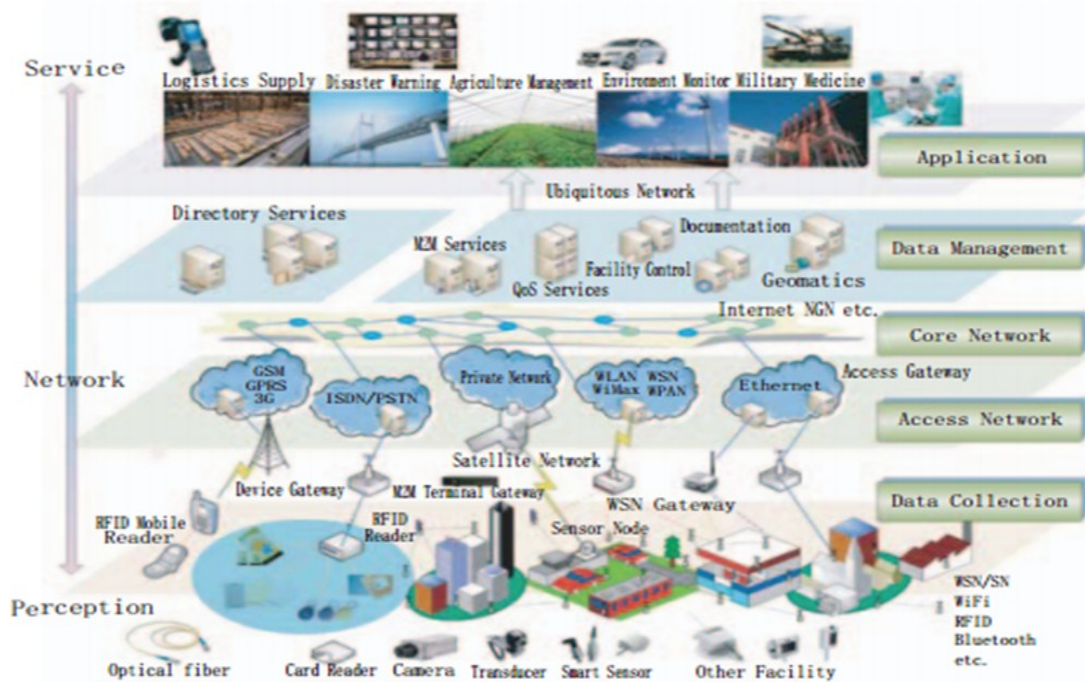 Service
Logistics Supply
Disaster Warning
Agriculture Management
Environment Monitor
Military Medicine
Application
Ubiquitous Network
Directory Services
M2M Services
QoS Services
Facility Control
Documentation
Geomatics
Data Management
Internet NGN etc.
Core Network
Network
GSM
GPRS
3G
ISDN/PSTN
Private Network
WLAN WSN
WiMax WPAN
Ethernet
Access Gateway
Access Network
Satellite Network
Device Gateway
M2M Terminal Gateway
WSN Gateway
Data Collection
RFID Mobile
Reader
RFID
Reader
Sensor Node
Perception
WSN/SN
WiFi
RFID
Bluetooth
etc.
Optical fiber
Card Reader
Camera
Transducer
Smart Sensor
Other Facility